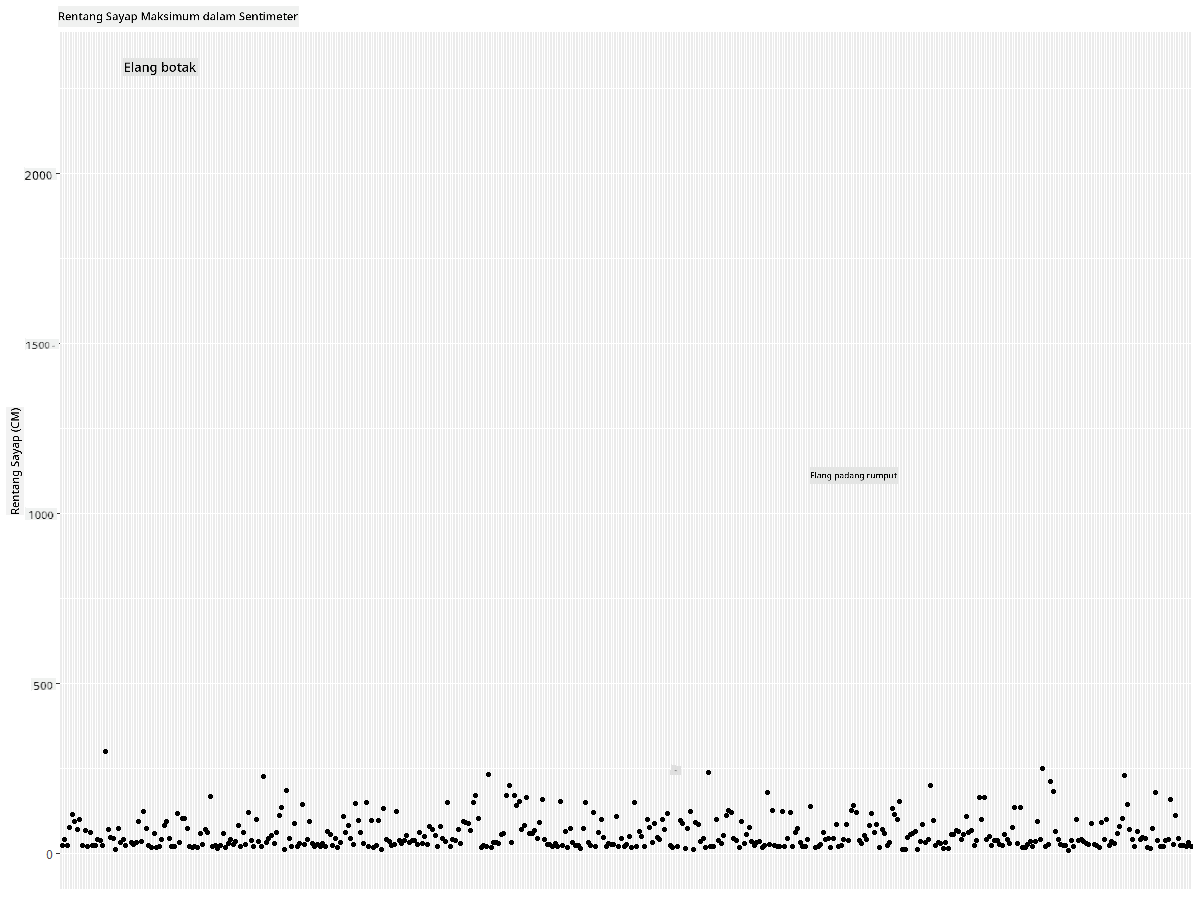 Rentang Sayap Maksimum dalam Sentimeter
Elang botak
2000
1500
Rentang Sayap (CM)
Elang padang rumput
1000
500
0